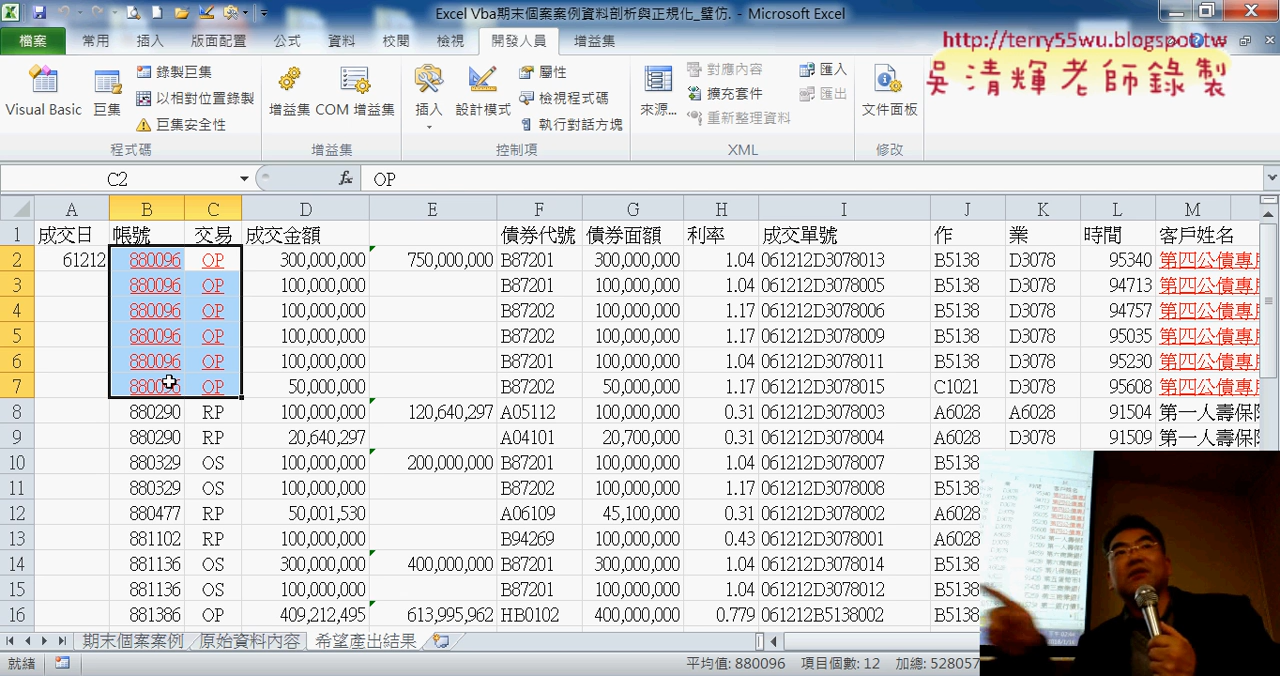 Excel Vba期末個案案例資料剖析與正規化_璧仿. - Microsoft Excel
檔案 常用 插入 版面配置 公式 資料 校閱 檢視 開發人員 增益集
http://terry55wu.blogspot.tw
吳清輝老師錄製
Visual Basic 巨集 錄製巨集 以相對位置錄製 巨集安全性
增益集 COM 增益集
插入 設計模式 屬性 檢視程式碼 執行對話方塊
來源... 對應內容 擴充套件 重新整理資料 匯入 匯出
文件面板
程式碼 增益集 控制項 XML 修改
C2 fx OP
A B C D E F G H I J K L M
1 成交日 帳號 交易 成交金額 債券代號 債券面額 利率 成交單號 作 業 時間 客戶姓名
2 61212 880096 OP 300,000,000 750,000,000 B87201 300,000,000 1.04 061212D3078013 B5138 D3078 95340 第四公債專
3 880096 OP 100,000,000 B87201 100,000,000 1.04 061212D3078005 B5138 D3078 94713 第四公債專
4 880096 OP 100,000,000 B87202 100,000,000 1.17 061212D3078006 B5138 D3078 94757 第四公債專
5 880096 OP 100,000,000 B87202 100,000,000 1.17 061212D3078009 B5138 D3078 95035 第四公債專
6 880096 OP 100,000,000 B87201 100,000,000 1.04 061212D3078011 B5138 D3078 95230 第四公債專
7 880096 OP 50,000,000 B87202 50,000,000 1.17 061212D3078015 C1021 D3078 95608 第四公債專
8 880290 RP 100,000,000 120,640,297 A05112 100,000,000 0.31 061212D3078003 A6028 A6028 91504 第一人壽保
9 880290 RP 20,640,297 A04101 20,700,000 0.31 061212D3078004 A6028 D3078 91509 第一人壽保
10 880329 OS 100,000,000 200,000,000 B87201 100,000,000 1.04 061212D3078007 B5138
11 880329 OS 100,000,000 B87202 100,000,000 1.17 061212D3078008 B5138
12 880477 RP 50,001,535 A06109 45,100,000 0.31 061212D3078002 A6028
13 881102 RP 100,000,000 B94269 100,000,000 0.43 061212D3078001 A6028
14 881136 OS 300,000,000 400,000,000 B87201 300,000,000 1.04 061212D3078014 B5138
15 881136 OS 100,000,000 B87201 100,000,000 1.04 061212D3078012 B5138
16 881386 OP 409,212,495 613,995,962 HB0102 400,000,000 0.779 061212B5138002 B5138
期末個案案例 原始資料內容 希望產出結果
就緒 平均值: 880096 項目個數: 12 加總: 528057